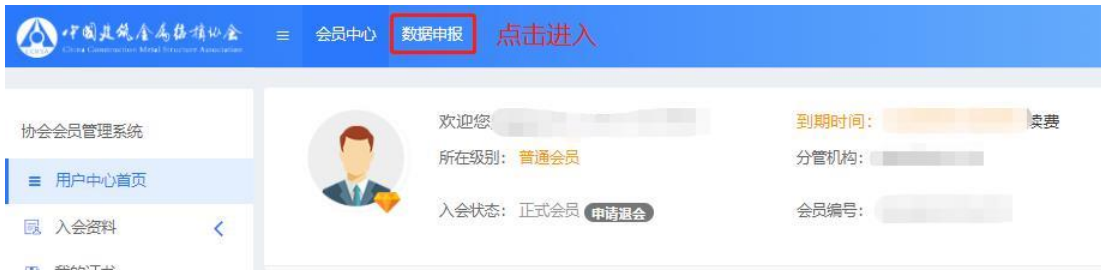 中国建筑金属结构协会
China Construction Metal Structure Association
≡ 会员中心 数据申报 点击进入
协会会员管理系统
用户中心首页
入会资料
我的证书
欢迎您
到期时间:
续费
所在级别: 普通会员
分管机构:
入会状态: 正式会员 申请退会
会员编号: